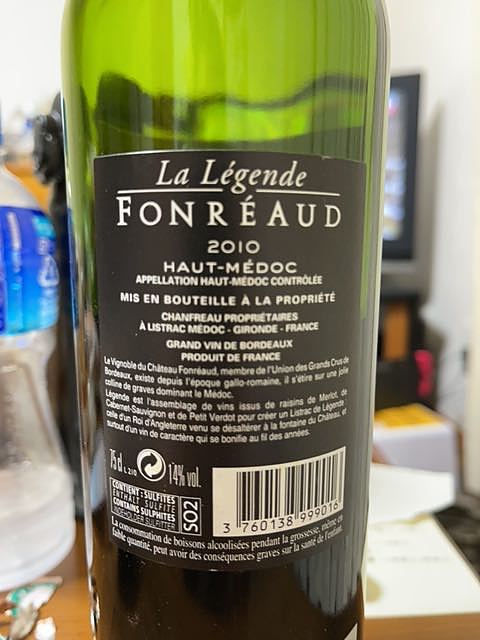 La Légende
FONRÉAUD
2010
HAUT-MÉDOC
APPELLATION HAUT-MÉDOC CONTRÔLÉE
MIS EN BOUTEILLE À LA PROPRIÉTÉ
CHANFREAU PROPRIÉTAIRES
À LISTRAC MÉDOC - GIRONDE - FRANCE
GRAND VIN DE BORDEAUX
PRODUIT DE FRANCE
Le Vignoble du Château Fonréaud, membre de l'Union des Grands Crus de
Bordeaux, existe depuis l'époque gallo-romaine, il s'étire sur une jolie
colline de graves dominant le Médoc.
Légende est l'assemblage de vins issus de raisins de Merlot, de
Cabernet-Sauvignon et de Petit Verdot pour créer un Listrac de Légende :
celle d'un Roi d'Angleterre venu se désaltérer à la fontaine du Château, et
surtout d'un vin de caractère qui se bonifie au fil des années.
75 cl L 210 14% vol.
CONTIENT : SULFITES
ENTHÄLT SULFITE
CONTAINS SULPHITES
INDEHOLDER SULFITTER
SO2
3 760138 999016
La consommation de boissons alcoolisées pendant la grossesse, même en
faible quantité, peut avoir des conséquences graves sur la santé de l'enfant.